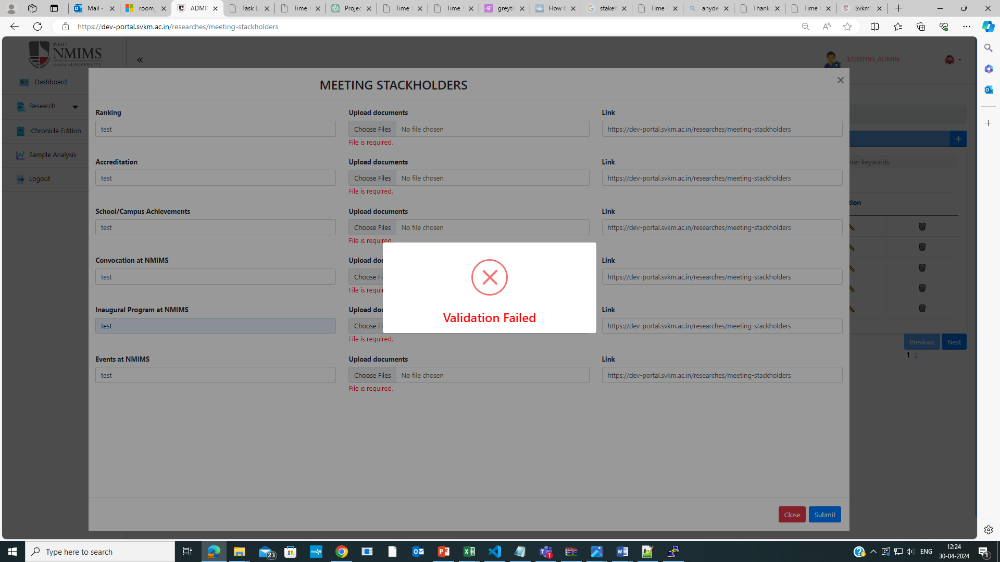 Mail -
room_
ADMIN
Task Li
Time T
Projec
Time T
Time T
greytH
How b
stakeh
Time T
anyde
Thank
Time T
Svkm'
https://dev-portal.svkm.ac.in/researches/meeting-stackholders
SVKM'S
NMIMS
UNIVERSITY
«
32200193_ADMIN
Dashboard
Research
Chronicle Edition
Sample Analysis
Logout
MEETING STACKHOLDERS
Ranking Upload documents Link
test Choose Files No file chosen https://dev-portal.svkm.ac.in/researches/meeting-stackholders
File is required.
Accreditation Upload documents Link
test Choose Files No file chosen https://dev-portal.svkm.ac.in/researches/meeting-stackholders
File is required.
School/Campus Achievements Upload documents Link
test Choose Files No file chosen https://dev-portal.svkm.ac.in/researches/meeting-stackholders
File is required.
Convocation at NMIMS Upload doc Link
test Choose Fi https://dev-portal.svkm.ac.in/researches/meeting-stackholders
File is requir
Inaugural Program at NMIMS Upload doc Link
test Choose Fi https://dev-portal.svkm.ac.in/researches/meeting-stackholders
File is required.
Events at NMIMS Upload documents Link
test Choose Files No file chosen https://dev-portal.svkm.ac.in/researches/meeting-stackholders
File is required.
Validation Failed
nter keywords
tion
Previous Next
1 2
Close Submit
Type here to search
23
1
ENG
12:24
30-04-2024
1